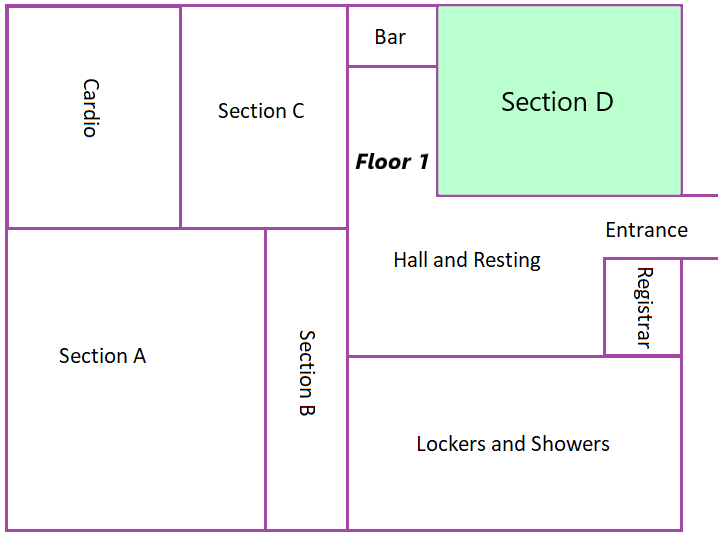 Bar
Cardio
Section C
Section D
Floor 1
Entrance
Hall and Resting
Registrar
Section A
Section B
Lockers and Showers